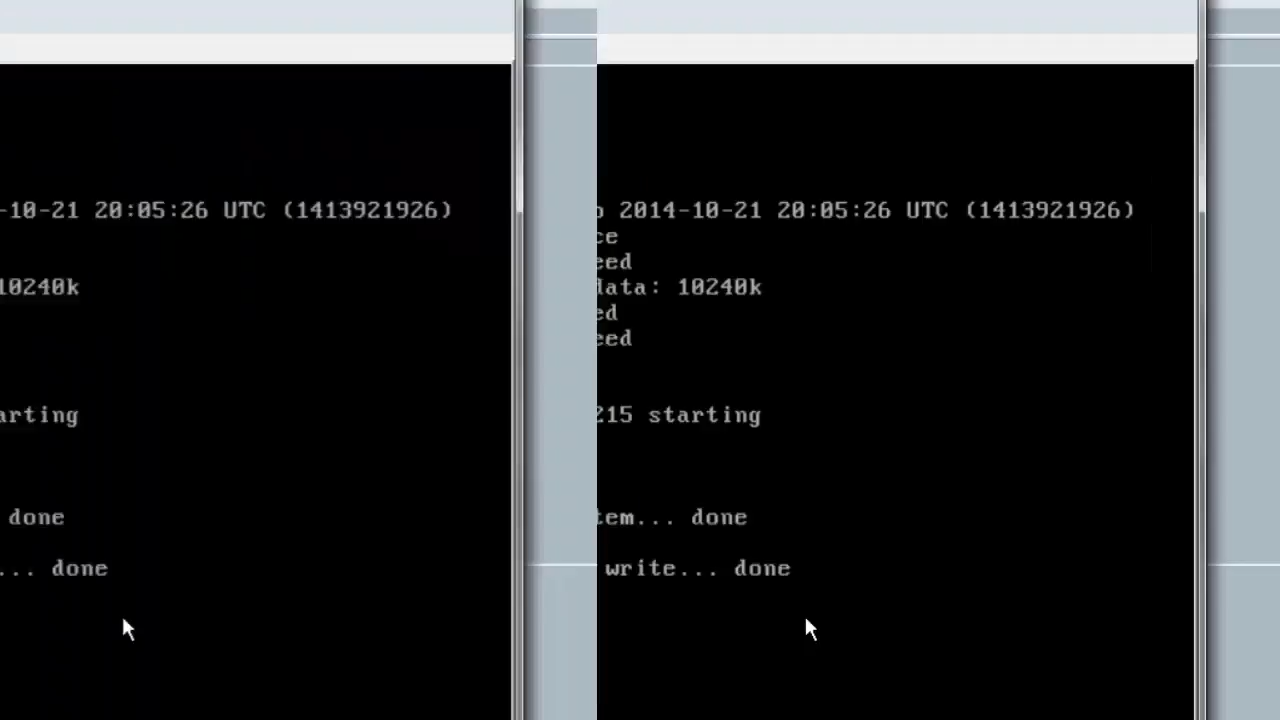 -10-21 20:05:26 UTC (1413921926)
10240k
arting
done
... done
2014-10-21 20:05:26 UTC (1413921926)
ce
eed
data: 10240k
ed
eed
215 starting
tem... done
write... done